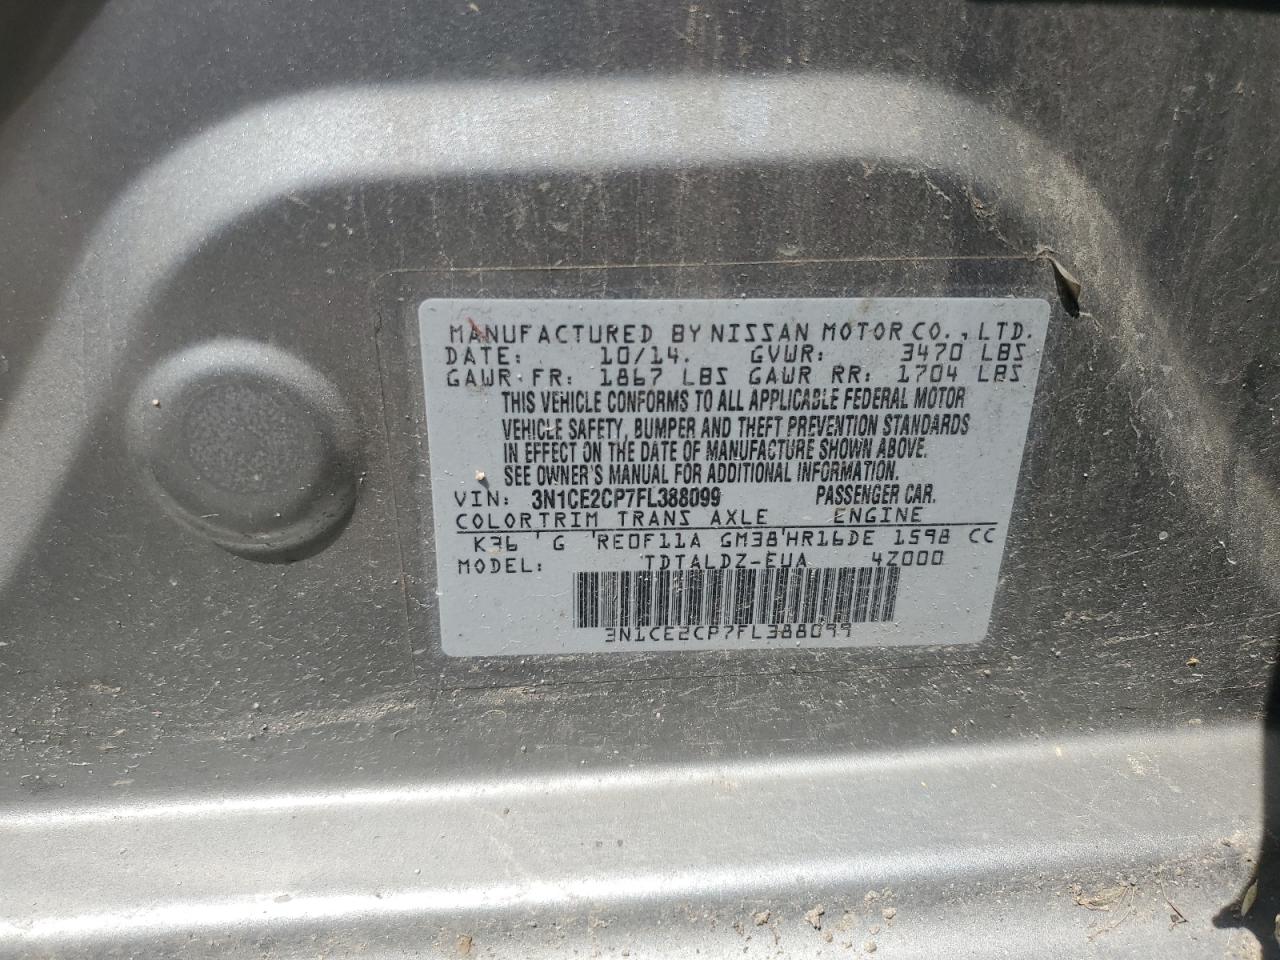 MANUFACTURED BY NISSAN MOTOR CO., LTD.
DATE: 10/14. GVWR: 3470 LBS
GAWR FR: 1867 LBS GAWR RR: 1704 LBS
THIS VEHICLE CONFORMS TO ALL APPLICABLE FEDERAL MOTOR
VEHICLE SAFETY, BUMPER AND THEFT PREVENTION STANDARDS
IN EFFECT ON THE DATE OF MANUFACTURE SHOWN ABOVE.
SEE OWNER'S MANUAL FOR ADDITIONAL INFORMATION.
VIN: 3N1CE2CP7FL388099 PASSENGER CAR.
COLOR TRIM TRANS AXLE ENGINE
K36 ' G 'RE0F11A GM38'HR16DE 1598 CC
MODEL: TDTALDZ-EUA 4Z000
3N1CE2CP7FL388099